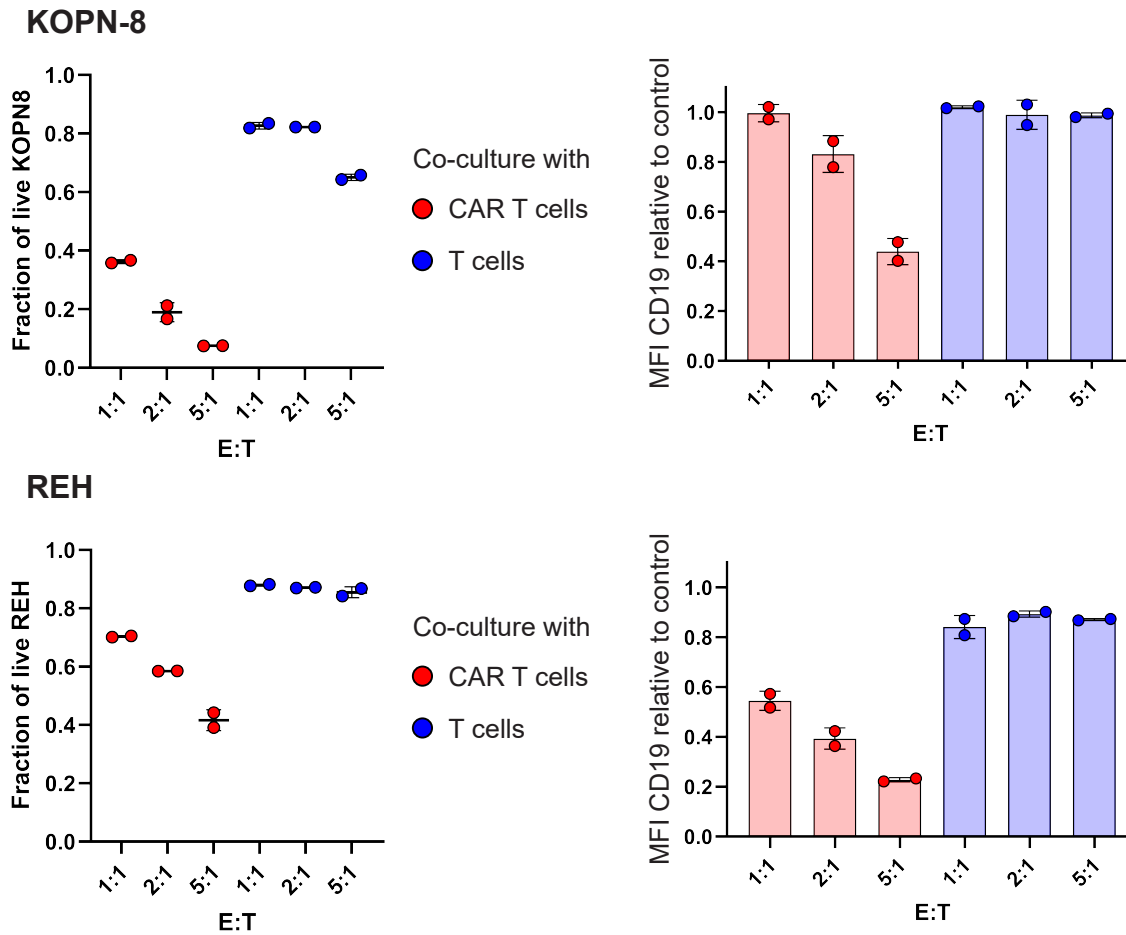 KOPN-8
Fraction of live KOPN8
1.0
0.8
0.6
0.4
0.2
0.0
1:1 2:1 5:1 1:1 2:1 5:1
E:T
Co-culture with
CAR T cells
T cells
MFI CD19 relative to control
1.0
0.8
0.6
0.4
0.2
0.0
1:1 2:1 5:1 1:1 2:1 5:1
E:T
REH
Fraction of live REH
1.0
0.8
0.6
0.4
0.2
0.0
1:1 2:1 5:1 1:1 2:1 5:1
E:T
Co-culture with
CAR T cells
T cells
MFI CD19 relative to control
1.0
0.8
0.6
0.4
0.2
0.0
1:1 2:1 5:1 1:1 2:1 5:1
E:T